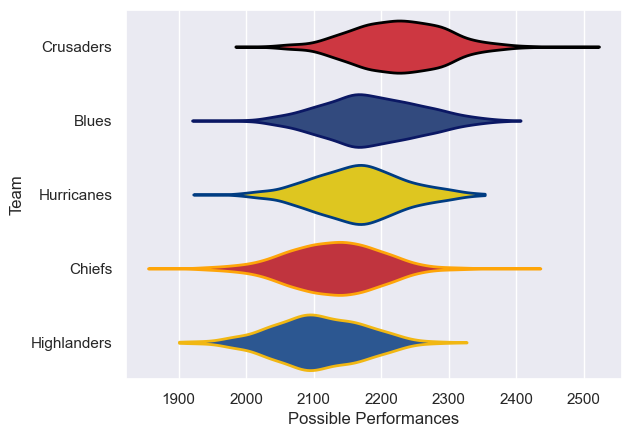 Crusaders
Blues
Hurricanes
Chiefs
Highlanders
Team
1900 2000 2100 2200 2300 2400 2500
Possible Performances